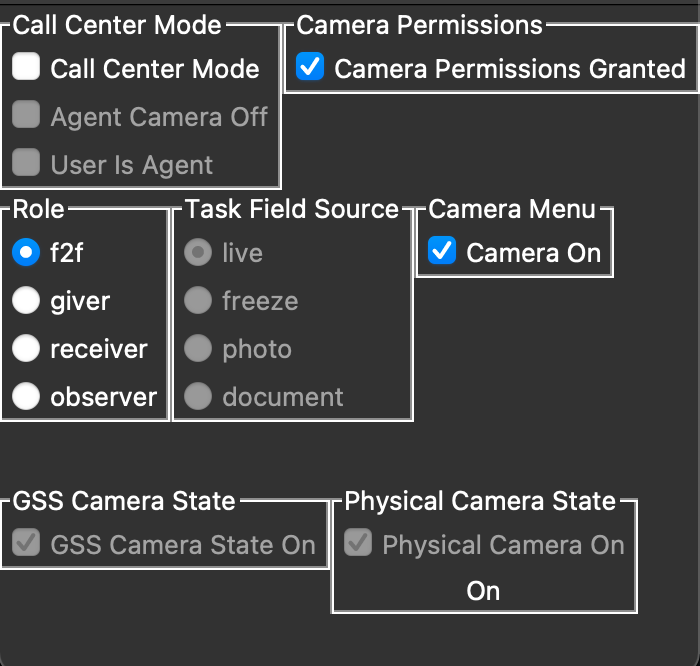 Call Center Mode
Call Center Mode
Agent Camera Off
User Is Agent
Camera Permissions
Camera Permissions Granted
Role
f2f
giver
receiver
observer
Task Field Source
live
freeze
photo
document
Camera Menu
Camera On
GSS Camera State
GSS Camera State On
Physical Camera State
Physical Camera On
On